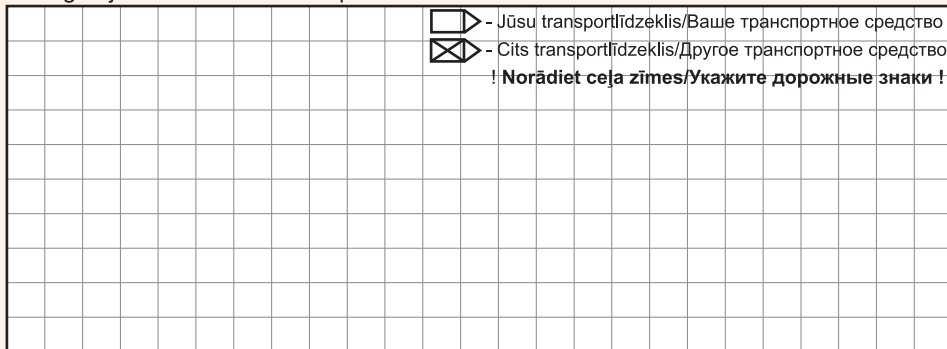 - Jūsu transportlīdzeklis/Ваше транспортное средство
- Cits transportlīdzeklis/Другое транспортное средство
! Norādiet ceļa zīmes/Укажите дорожные знаки !